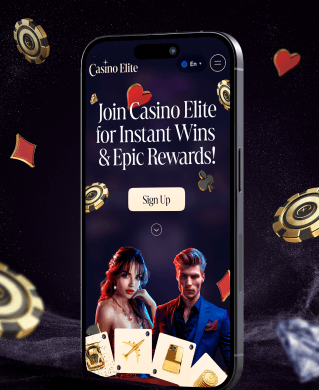 Casino Elite
En
Join Casino Elite
for Instant Wins
& Epic Rewards!
Sign Up